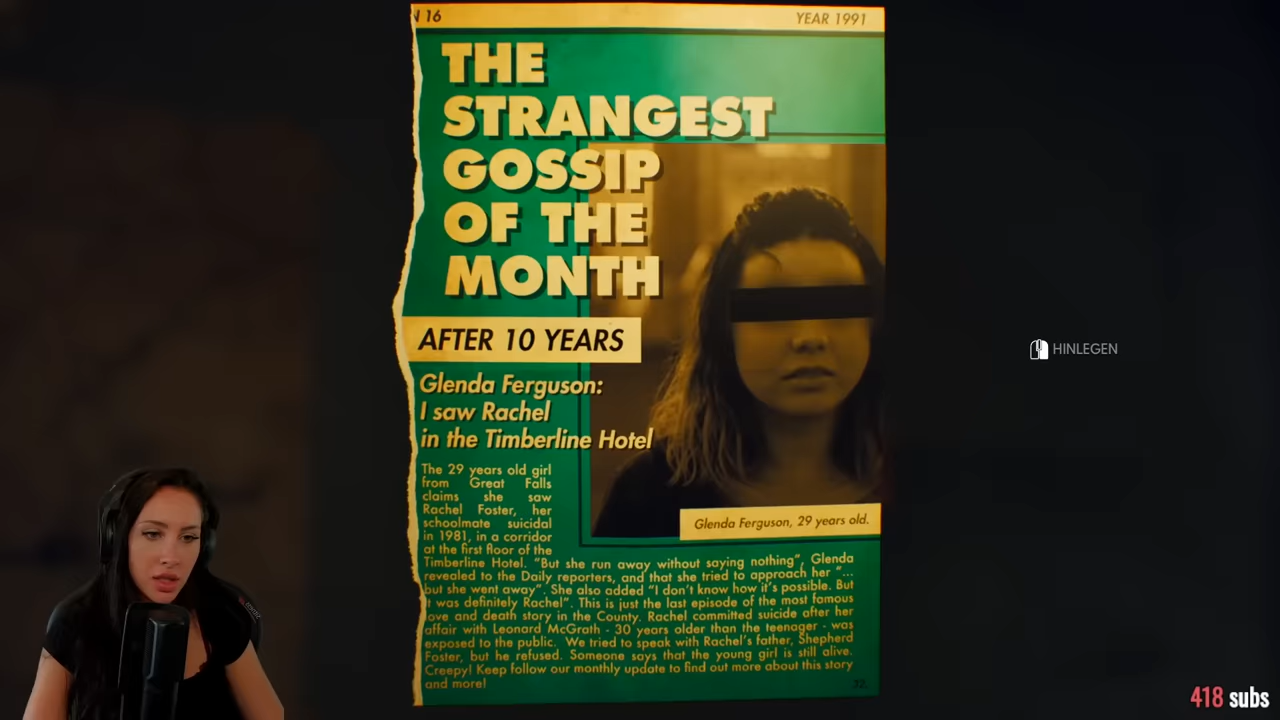 16
YEAR 1991
THE
STRANGEST
GOSSIP
OF THE
MONTH
AFTER 10 YEARS
Glenda Ferguson:
I saw Rachel
in the Timberline Hotel
The 29 years old girl
from Great Falls
claims she saw
Rachel Foster, her
schoolmate suicidal
in 1981, in a corridor
at the first floor of the
Timberline Hotel. "But she run away without saying nothing", Glenda
revealed to the Daily reporters, and that she tried to approach her "...
but she went away". She also added "I don't know how it's possible. But
it was definitely Rachel". This is just the last episode of the most famous
love and death story in the County. Rachel committed suicide after her
affair with Leonard McGrath - 30 years older than the teenager - was
exposed to the public. We tried to speak with Rachel's father, Shepherd
Foster, but he refused. Someone says that the young girl is still alive.
Creepy! Keep follow our monthly update to find out more about this story
and more!
Glenda Ferguson, 29 years old.
32.
HINLEGEN
418 subs